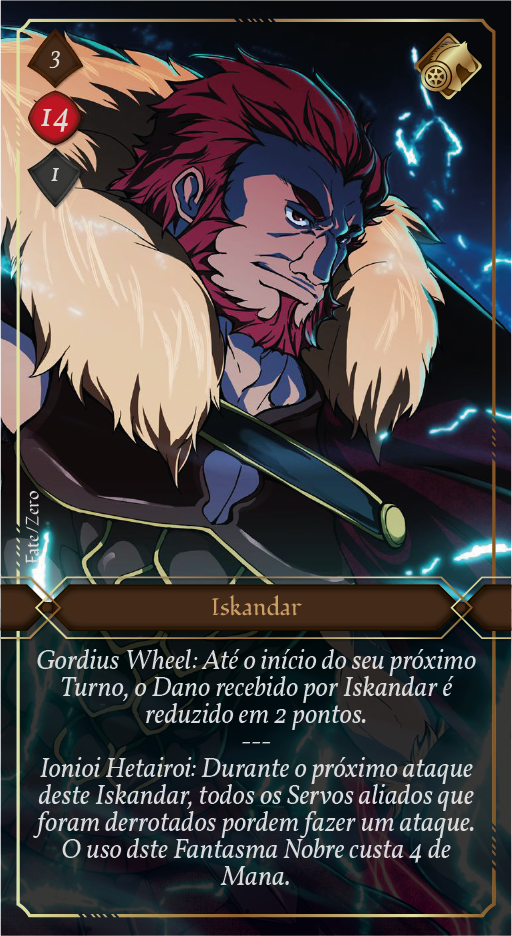 3
14
1
Fate/Zero
Iskandar
Gordius Wheel: Até o início do seu próximo
Turno, o Dano recebido por Iskandar é
reduzido em 2 pontos.
---
Ionioi Hetairoi: Durante o próximo ataque
deste Iskandar, todos os Servos aliados que
foram derrotados pordem fazer um ataque.
O uso dste Fantasma Nobre custa 4 de
Mana.